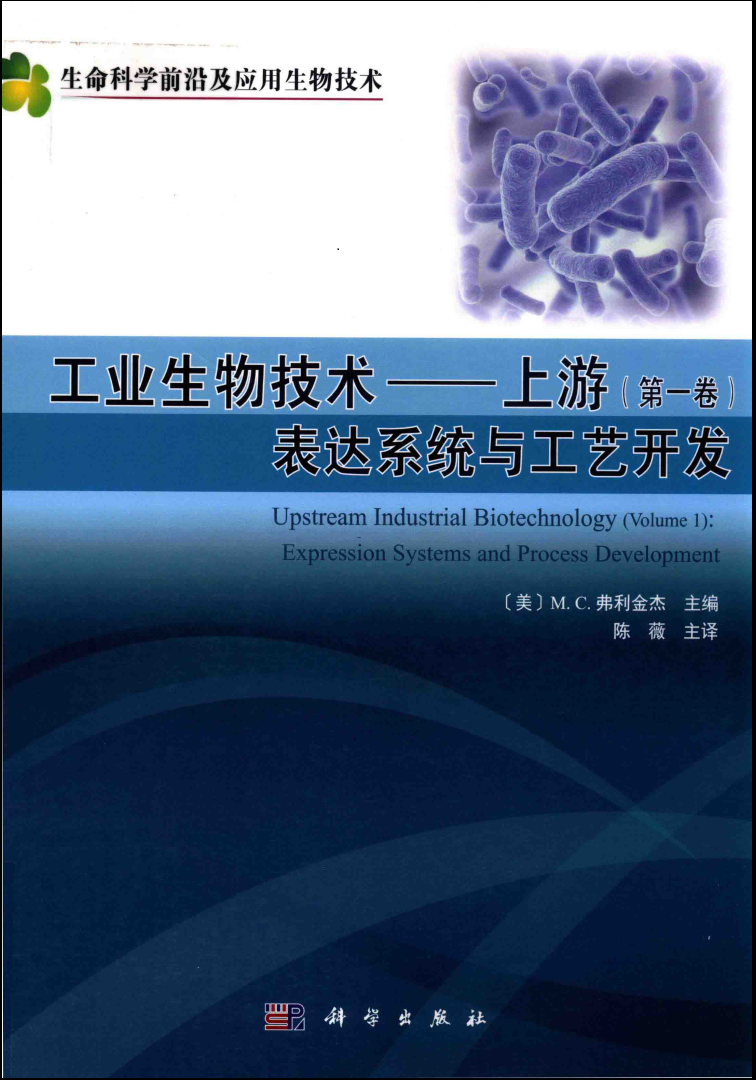 生命科学前沿及应用生物技术
工业生物技术——上游（第一卷）
表达系统与工艺开发
Upstream Industrial Biotechnology (Volume 1):
Expression Systems and Process Development
〔美〕M. C. 弗利金杰 主编
陈 薇 主译
科学出版社